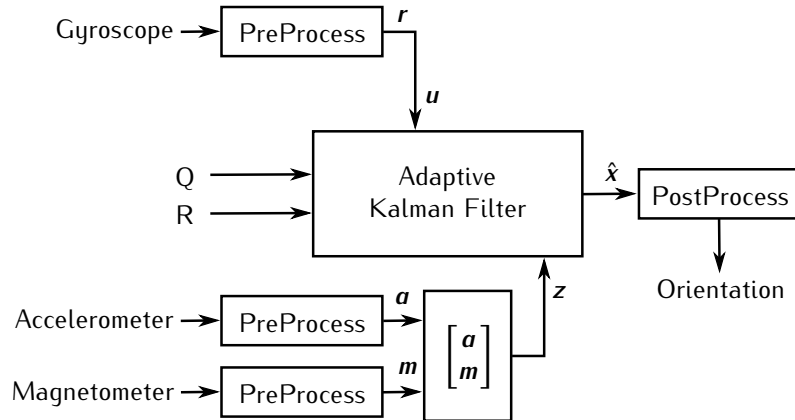 Gyroscope
PreProcess
r
u
Q
R
Adaptive
Kalman Filter
x̂
PostProcess
Orientation
z
Accelerometer
PreProcess
a
Magnetometer
PreProcess
m
[a
m]